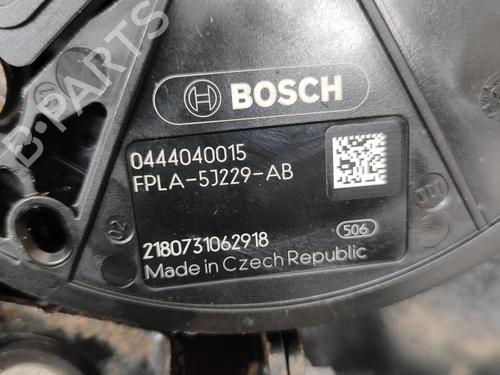 BOSCH
0444040015
FPLA-5J229-AB
2180731062918
506
Made in Czech Republic
B-PARTS